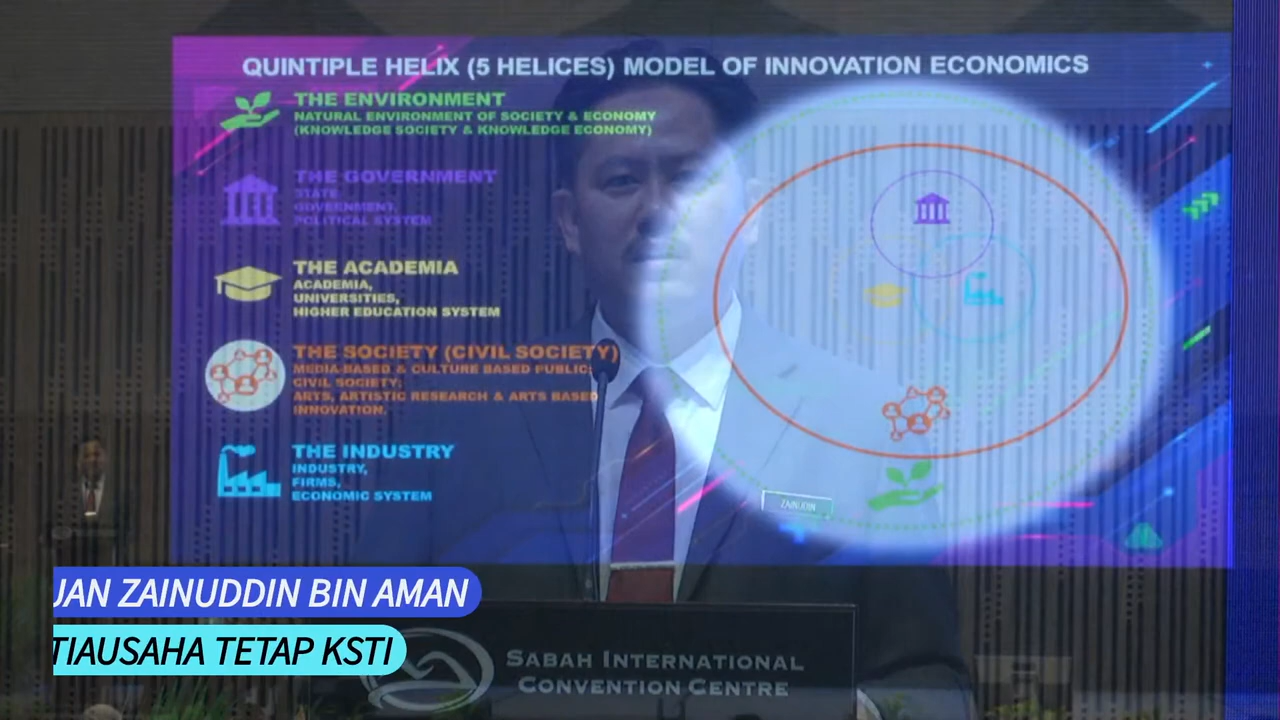 QUINTIPLE HELIX (5 HELICES) MODEL OF INNOVATION ECONOMICS
THE ENVIRONMENT
NATURAL ENVIRONMENT OF SOCIETY & ECONOMY
(KNOWLEDGE SOCIETY & KNOWLEDGE ECONOMY)
THE GOVERNMENT
STATE
GOVERNMENT,
POLITICAL SYSTEM
THE ACADEMIA
ACADEMIA,
UNIVERSITIES,
HIGHER EDUCATION SYSTEM
THE SOCIETY (CIVIL SOCIETY)
MEDIA-BASED & CULTURE BASED PUBLIC;
CIVIL SOCIETY;
ARTS, ARTISTIC RESEARCH & ARTS BASED
INNOVATION.
THE INDUSTRY
INDUSTRY,
FIRMS,
ECONOMIC SYSTEM
ZAINUDIN
UAN ZAINUDDIN BIN AMAN
TIAUSAHA TETAP KSTI
SABAH INTERNATIONAL
CONVENTION CENTRE